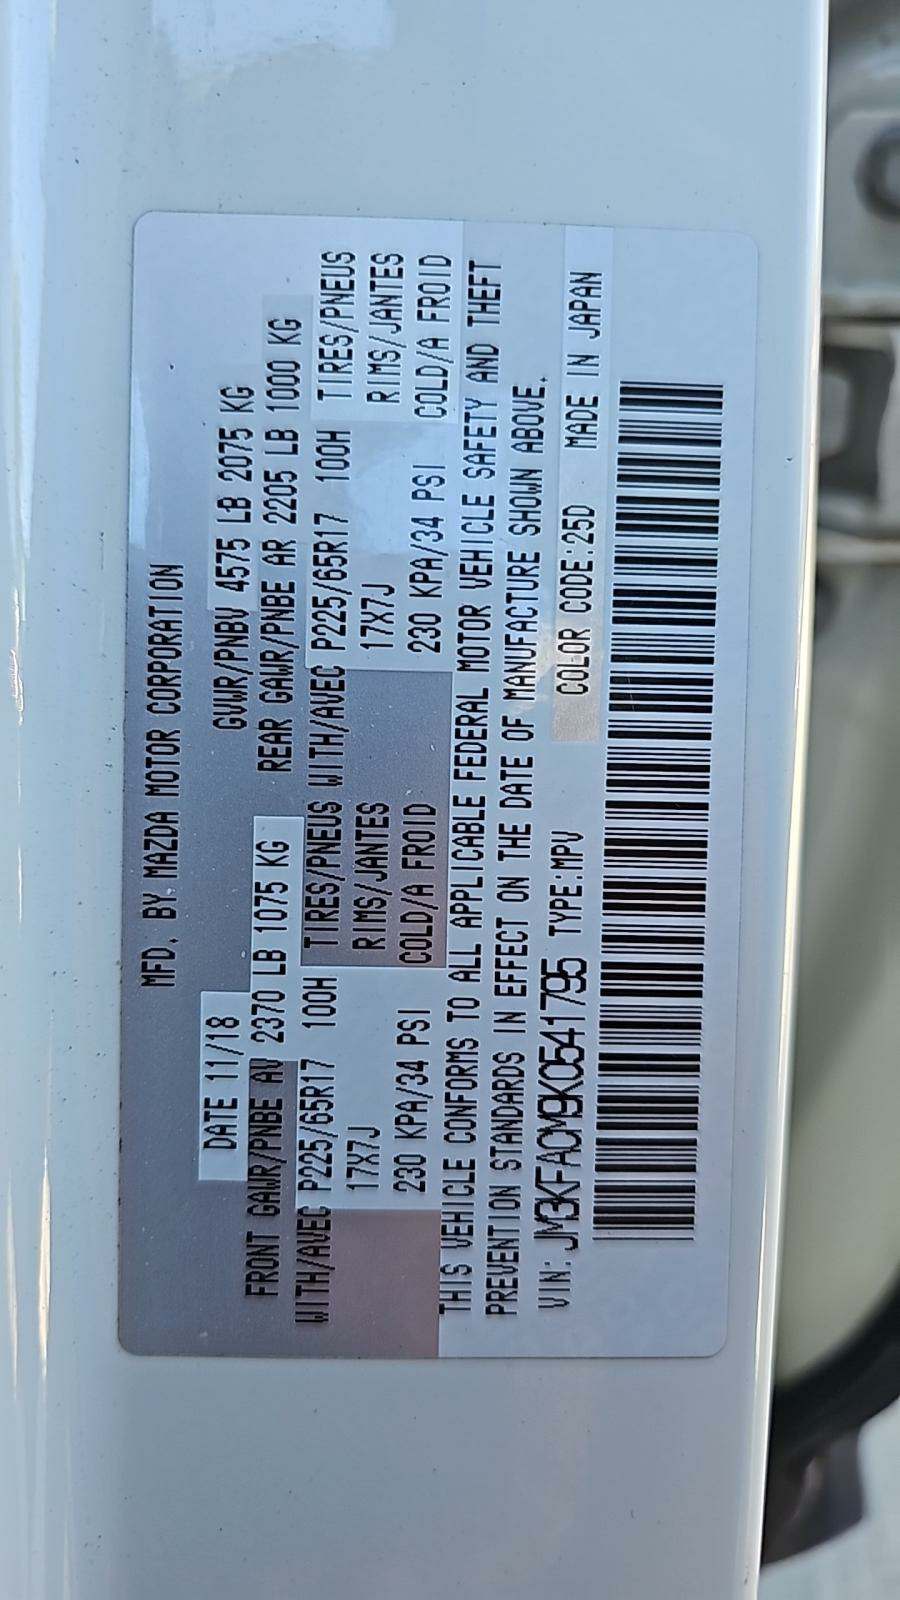 MFD. BY MAZDA MOTOR CORPORATION
DATE 11/18 GVWR/PNBV 4575 LB 2075 KG
FRONT GAWR/PNBE AV 2370 LB 1075 KG REAR GAWR/PNBE AR 2205 LB 1000 KG
WITH/AVEC P225/65R17 100H TIRES/PNEUS WITH/AVEC P225/65R17 100H TIRES/PNEUS
17X7J RIMS/JANTES 17X7J RIMS/JANTES
230 KPA/34 PSI COLD/A FROID 230 KPA/34 PSI COLD/A FROID
THIS VEHICLE CONFORMS TO ALL APPLICABLE FEDERAL MOTOR VEHICLE SAFETY AND THEFT
PREVENTION STANDARDS IN EFFECT ON THE DATE OF MANUFACTURE SHOWN ABOVE.
VIN: JM3KFACM9K0541795 TYPE:MPV COLOR CODE:25D MADE IN JAPAN